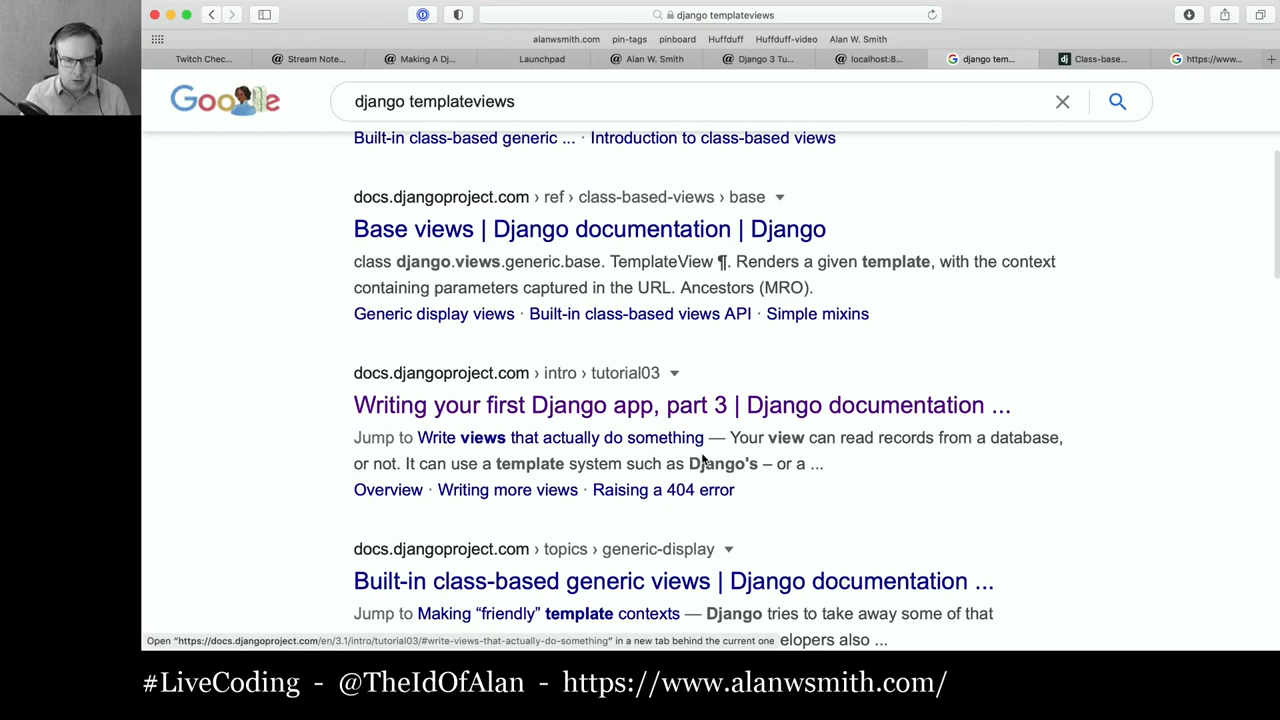 django templateviews
alanwsmith.com pin-tags pinboard Huffduff Huffduff-video Alan W. Smith
Twitch Chec... Stream Note... Making A Dj... Launchpad Alan W. Smith Django 3 Tu... localhost:8... django tem... Class-base... https://www...
Google django templateviews
Built-in class-based generic ... · Introduction to class-based views
docs.djangoproject.com › ref › class-based-views › base
Base views | Django documentation | Django
class django.views.generic.base. TemplateView ¶. Renders a given template, with the context
containing parameters captured in the URL. Ancestors (MRO).
Generic display views · Built-in class-based views API · Simple mixins
docs.djangoproject.com › intro › tutorial03
Writing your first Django app, part 3 | Django documentation ...
Jump to Write views that actually do something — Your view can read records from a database,
or not. It can use a template system such as Django's – or a ...
Overview · Writing more views · Raising a 404 error
docs.djangoproject.com › topics › generic-display
Built-in class-based generic views | Django documentation ...
Jump to Making “friendly” template contexts — Django tries to take away some of that
Open “https://docs.djangoproject.com/en/3.1/intro/tutorial03/#write-views-that-actually-do-something” in a new tab behind the current one elopers also ...
#LiveCoding - @TheIdOfAlan - https://www.alanwsmith.com/